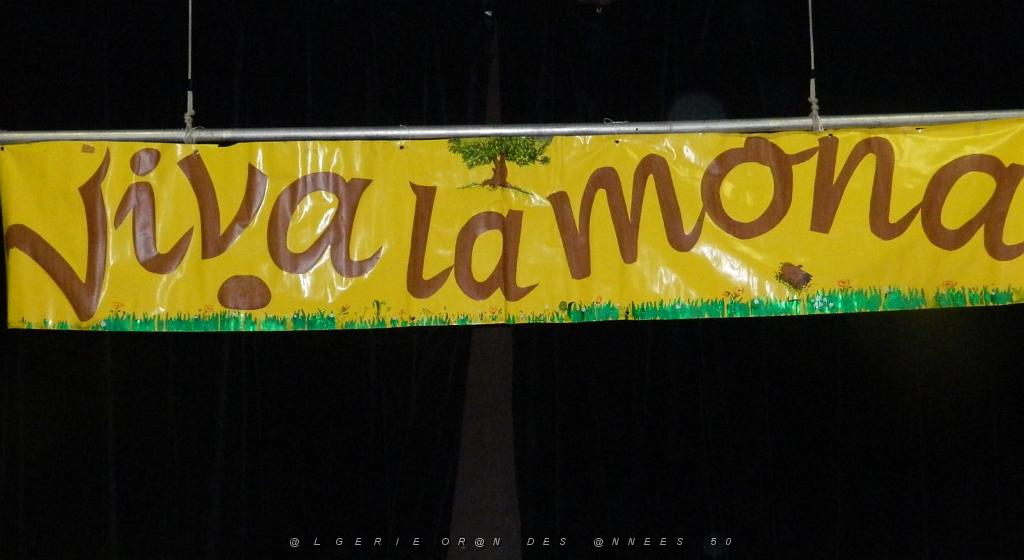 Viva la mona
@LGERIE OR@N DES @NNEES 50